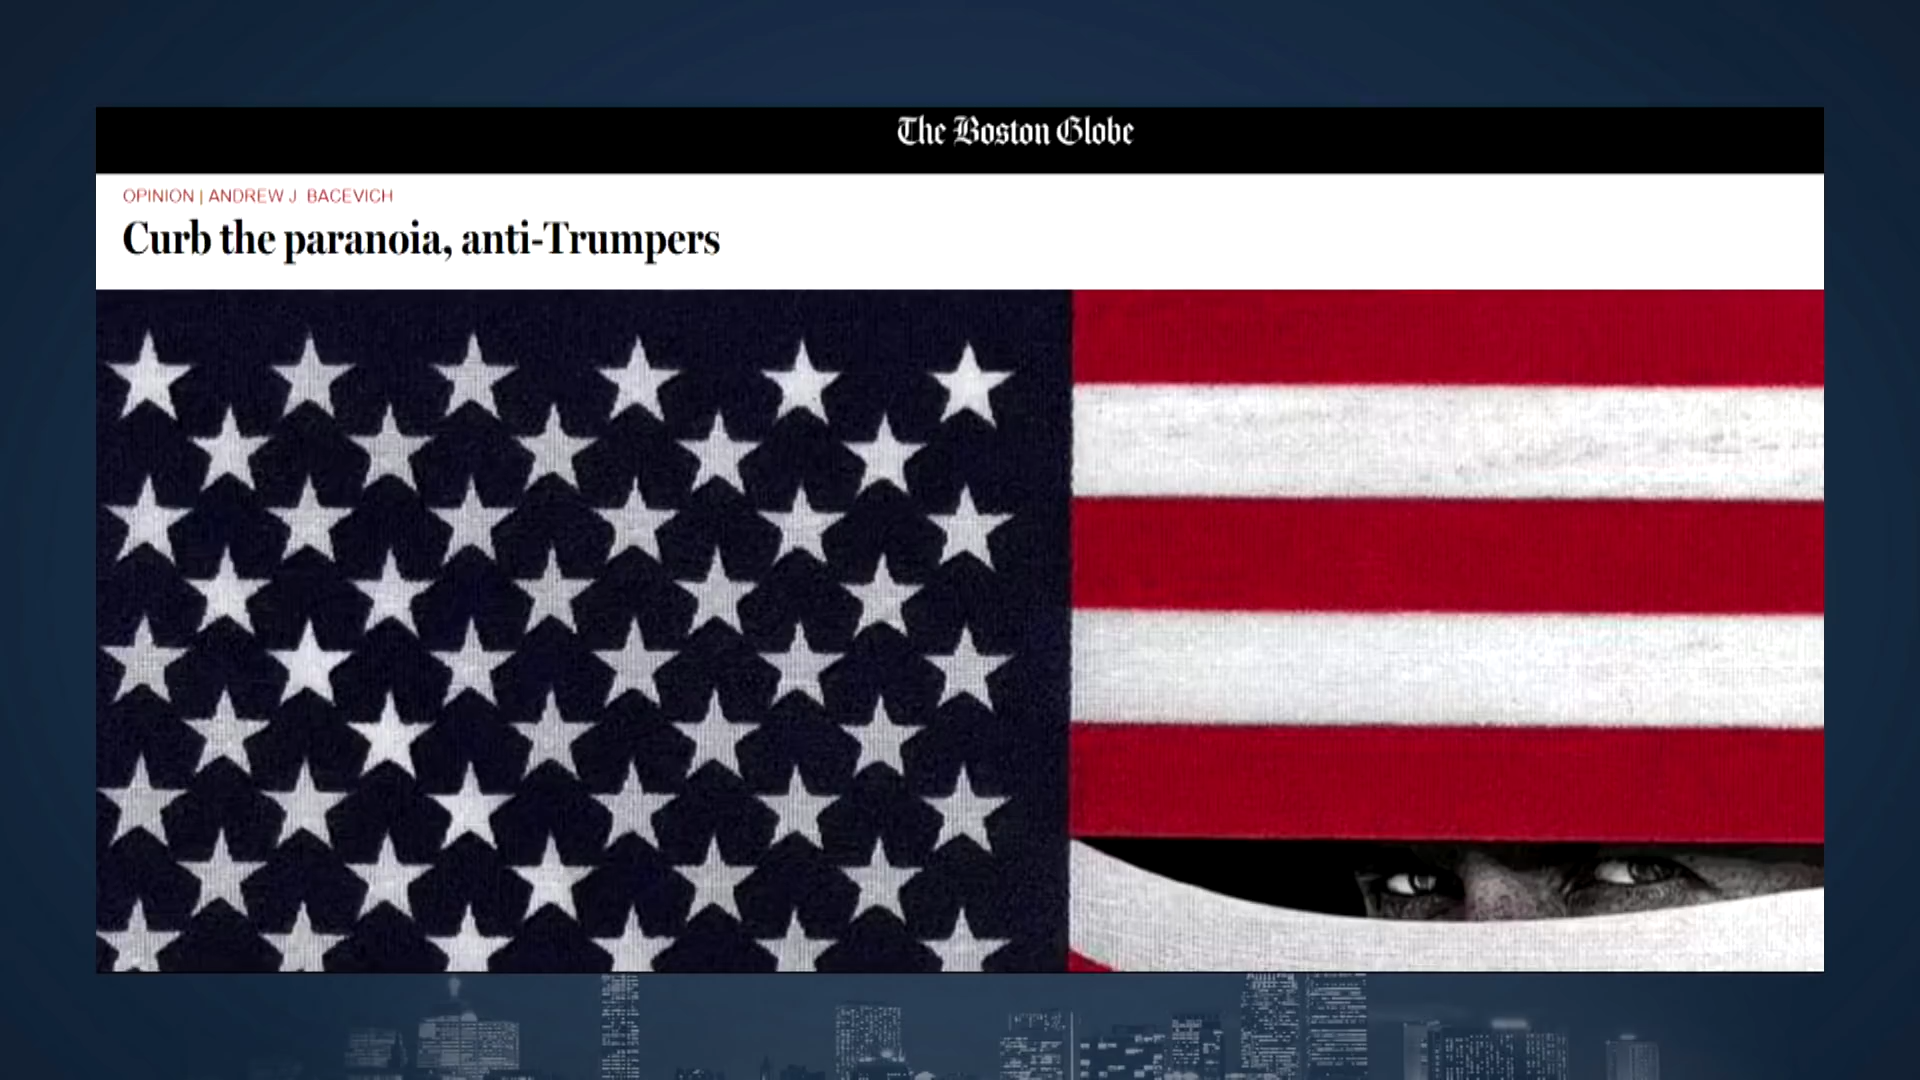 The Boston Globe
OPINION | ANDREW J. BACEVICH
Curb the paranoia, anti-Trumpers